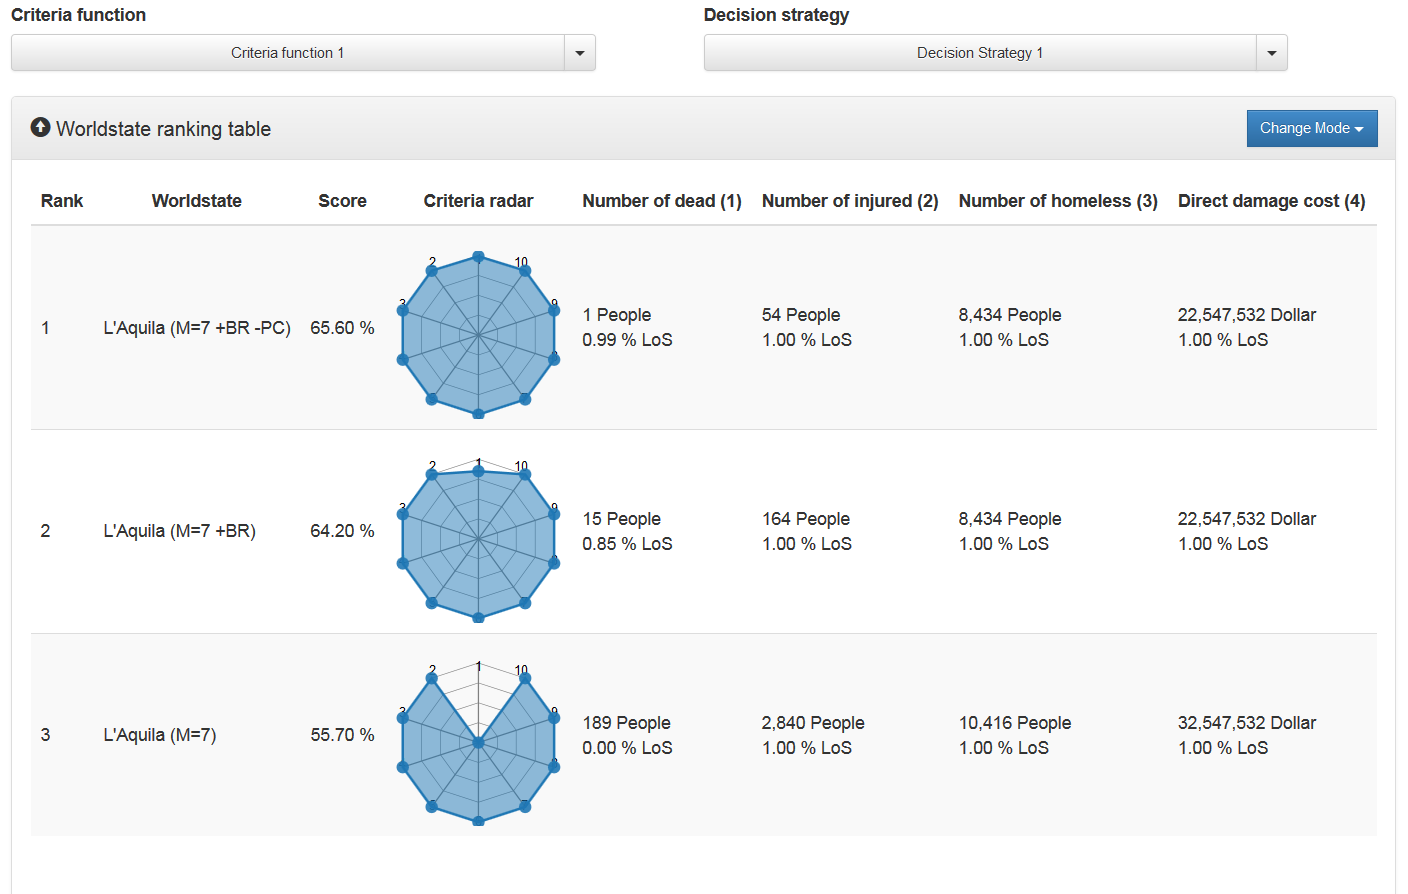 Criteria function
Decision strategy
Criteria function 1
Decision Strategy 1
Worldstate ranking table
Change Mode
Rank Worldstate Score Criteria radar Number of dead (1) Number of injured (2) Number of homeless (3) Direct damage cost (4)
2 10
3 9
1 L'Aquila (M=7 +BR -PC) 65.60 %
1 People 54 People 8,434 People 22,547,532 Dollar
0.99 % LoS 1.00 % LoS 1.00 % LoS 1.00 % LoS
2 1 10
3 9
2 L'Aquila (M=7 +BR) 64.20 %
15 People 164 People 8,434 People 22,547,532 Dollar
0.85 % LoS 1.00 % LoS 1.00 % LoS 1.00 % LoS
2 1 10
3 9
3 L'Aquila (M=7) 55.70 %
189 People 2,840 People 10,416 People 32,547,532 Dollar
0.00 % LoS 1.00 % LoS 1.00 % LoS 1.00 % LoS